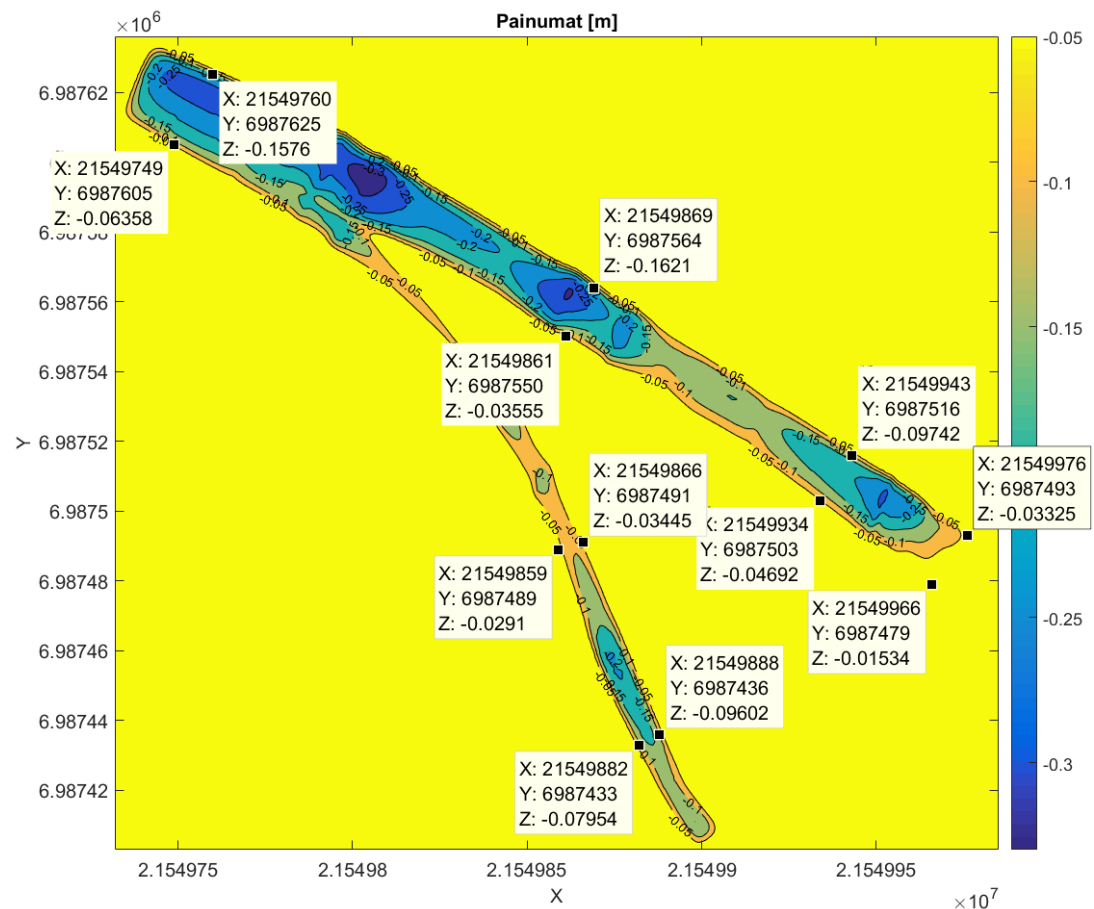 Painumat [m]
×10⁶
6.98762
6.98758
6.98756
6.98754
6.98752
6.9875
6.98748
6.98746
6.98744
6.98742
Y
X: 21549760
Y: 6987625
Z: -0.1576
X: 21549749
Y: 6987605
Z: -0.06358
X: 21549869
Y: 6987564
Z: -0.1621
X: 21549861
Y: 6987550
Z: -0.03555
X: 21549943
Y: 6987516
Z: -0.09742
X: 21549976
Y: 6987493
Z: -0.03325
X: 21549866
Y: 6987491
Z: -0.03445
X: 21549934
Y: 6987503
Z: -0.04692
X: 21549859
Y: 6987489
Z: -0.0291
X: 21549966
Y: 6987479
Z: -0.01534
X: 21549888
Y: 6987436
Z: -0.09602
X: 21549882
Y: 6987433
Z: -0.07954
-0.05
-0.1
-0.15
-0.25
-0.3
2.154975
2.15498
2.154985
2.15499
2.154995
X
×10⁷